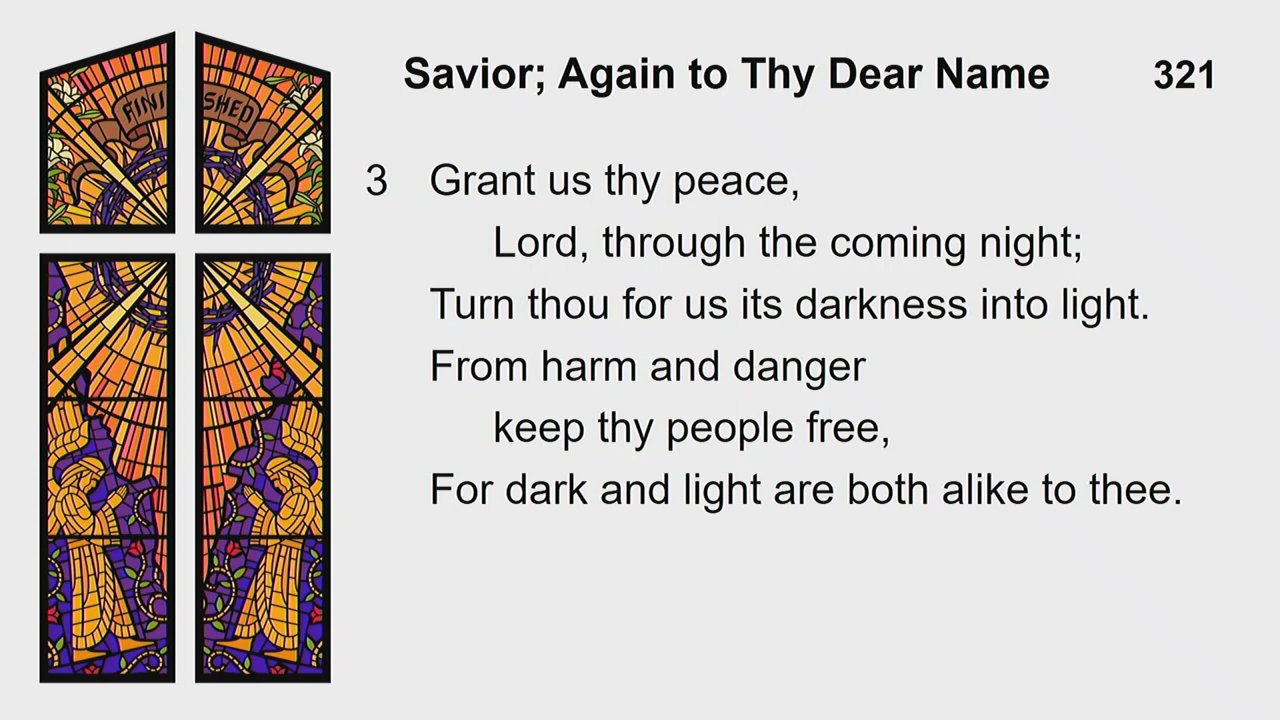 FINI SHED
Savior; Again to Thy Dear Name 321
3 Grant us thy peace,
Lord, through the coming night;
Turn thou for us its darkness into light.
From harm and danger
keep thy people free,
For dark and light are both alike to thee.